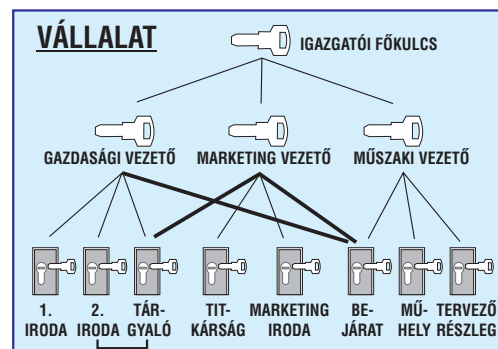 VÁLLALAT
IGAZGATÓI FŐKULCS
GAZDASÁGI VEZETŐ MARKETING VEZETŐ MŰSZAKI VEZETŐ
1. 2. TÁR- TIT- MARKETING BE- MŰ- TERVEZŐ
IRODA IRODA GYALÓ KÁRSÁG IRODA JÁRAT HELY RÉSZLEG